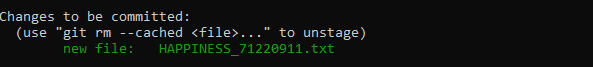 Changes to be committed:
  (use "git rm --cached <file>..." to unstage)
        new file:   HAPPINESS_71220911.txt